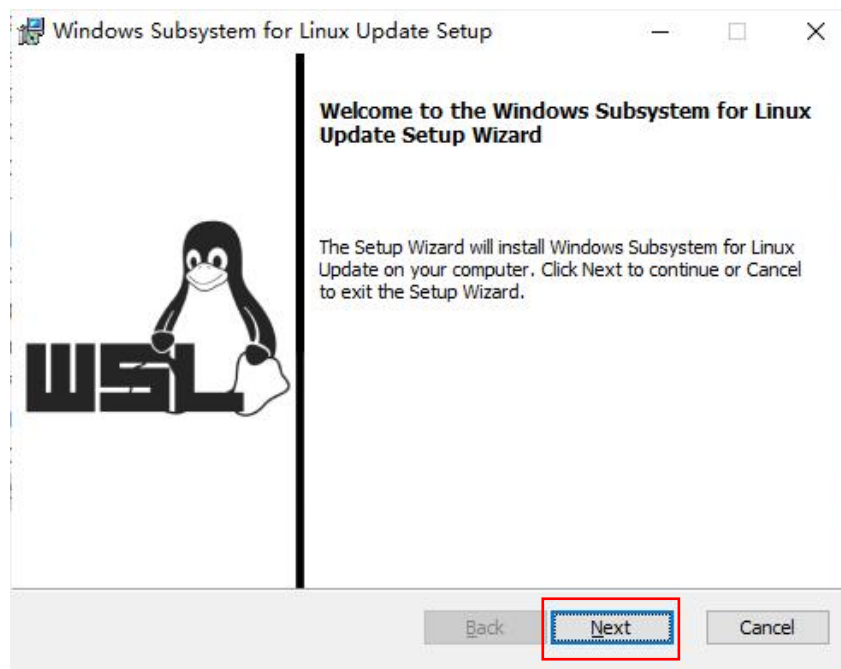 Windows Subsystem for Linux Update Setup
Welcome to the Windows Subsystem for Linux
Update Setup Wizard
The Setup Wizard will install Windows Subsystem for Linux
Update on your computer. Click Next to continue or Cancel
to exit the Setup Wizard.
WSL
Back Next Cancel